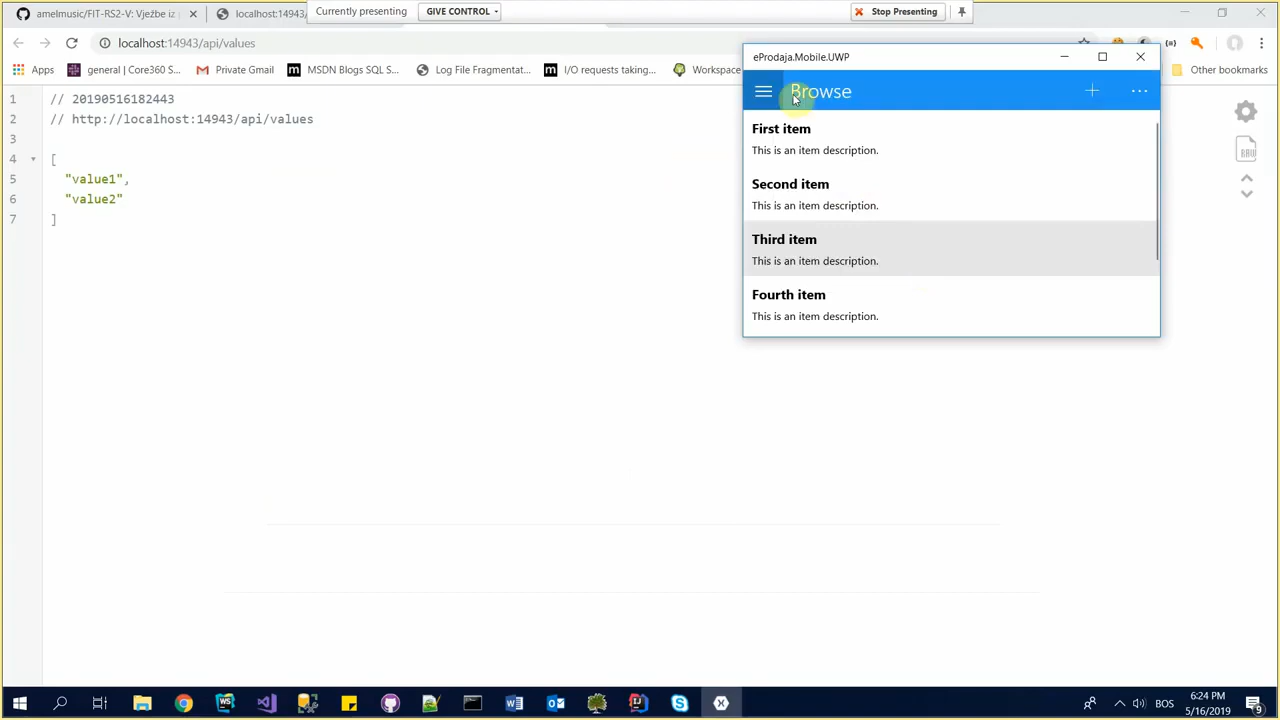 amelmusic/FIT-RS2-V: Vježbe iz
localhost:14943/
Currently presenting
GIVE CONTROL
Stop Presenting
localhost:14943/api/values
Apps
general | Core360 S...
Private Gmail
MSDN Blogs SQL S...
Log File Fragmentat...
I/O requests taking...
Workspace
Other bookmarks
eProdaja.Mobile.UWP
Browse
First item
This is an item description.
Second item
This is an item description.
Third item
This is an item description.
Fourth item
This is an item description.
1 // 20190516182443
2 // http://localhost:14943/api/values
3
4 [
5 "value1",
6 "value2"
7 ]
RAW
BOS
6:24 PM
5/16/2019
9